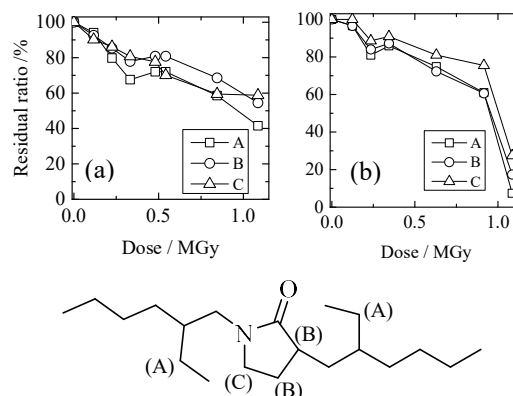 Residual ratio /%
100
80
60
40
20
0
0.0 0.5 1.0
Dose / MGy
(a)
A
B
C
100
80
60
40
20
0
0.0 0.5 1.0
Dose / MGy
(b)
A
B
C
O
N
(A)
(B)
(A)
(C)
(B)